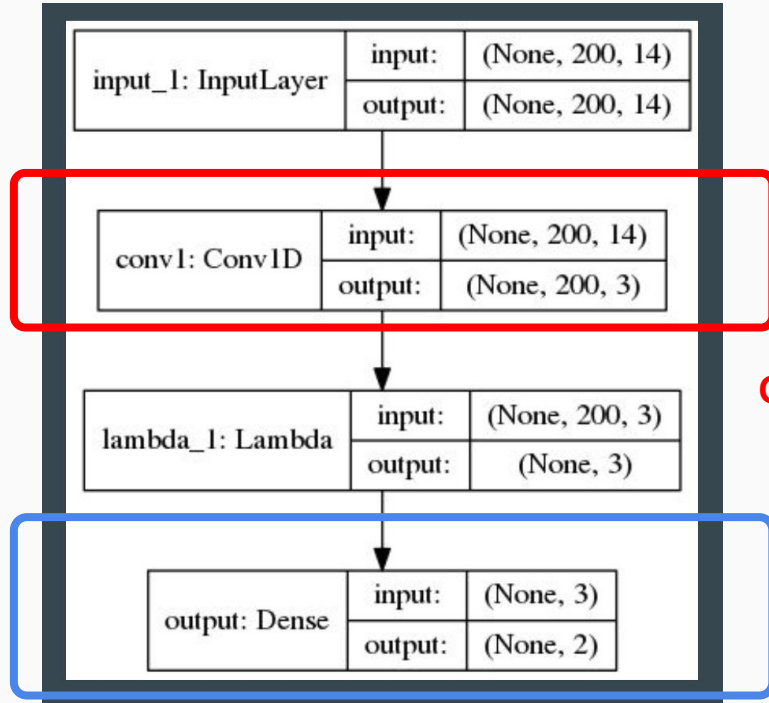 input_1: InputLayer
input: (None, 200, 14)
output: (None, 200, 14)
conv1: Conv1D
input: (None, 200, 14)
output: (None, 200, 3)
lambda_1: Lambda
input: (None, 200, 3)
output: (None, 3)
output: Dense
input: (None, 3)
output: (None, 2)